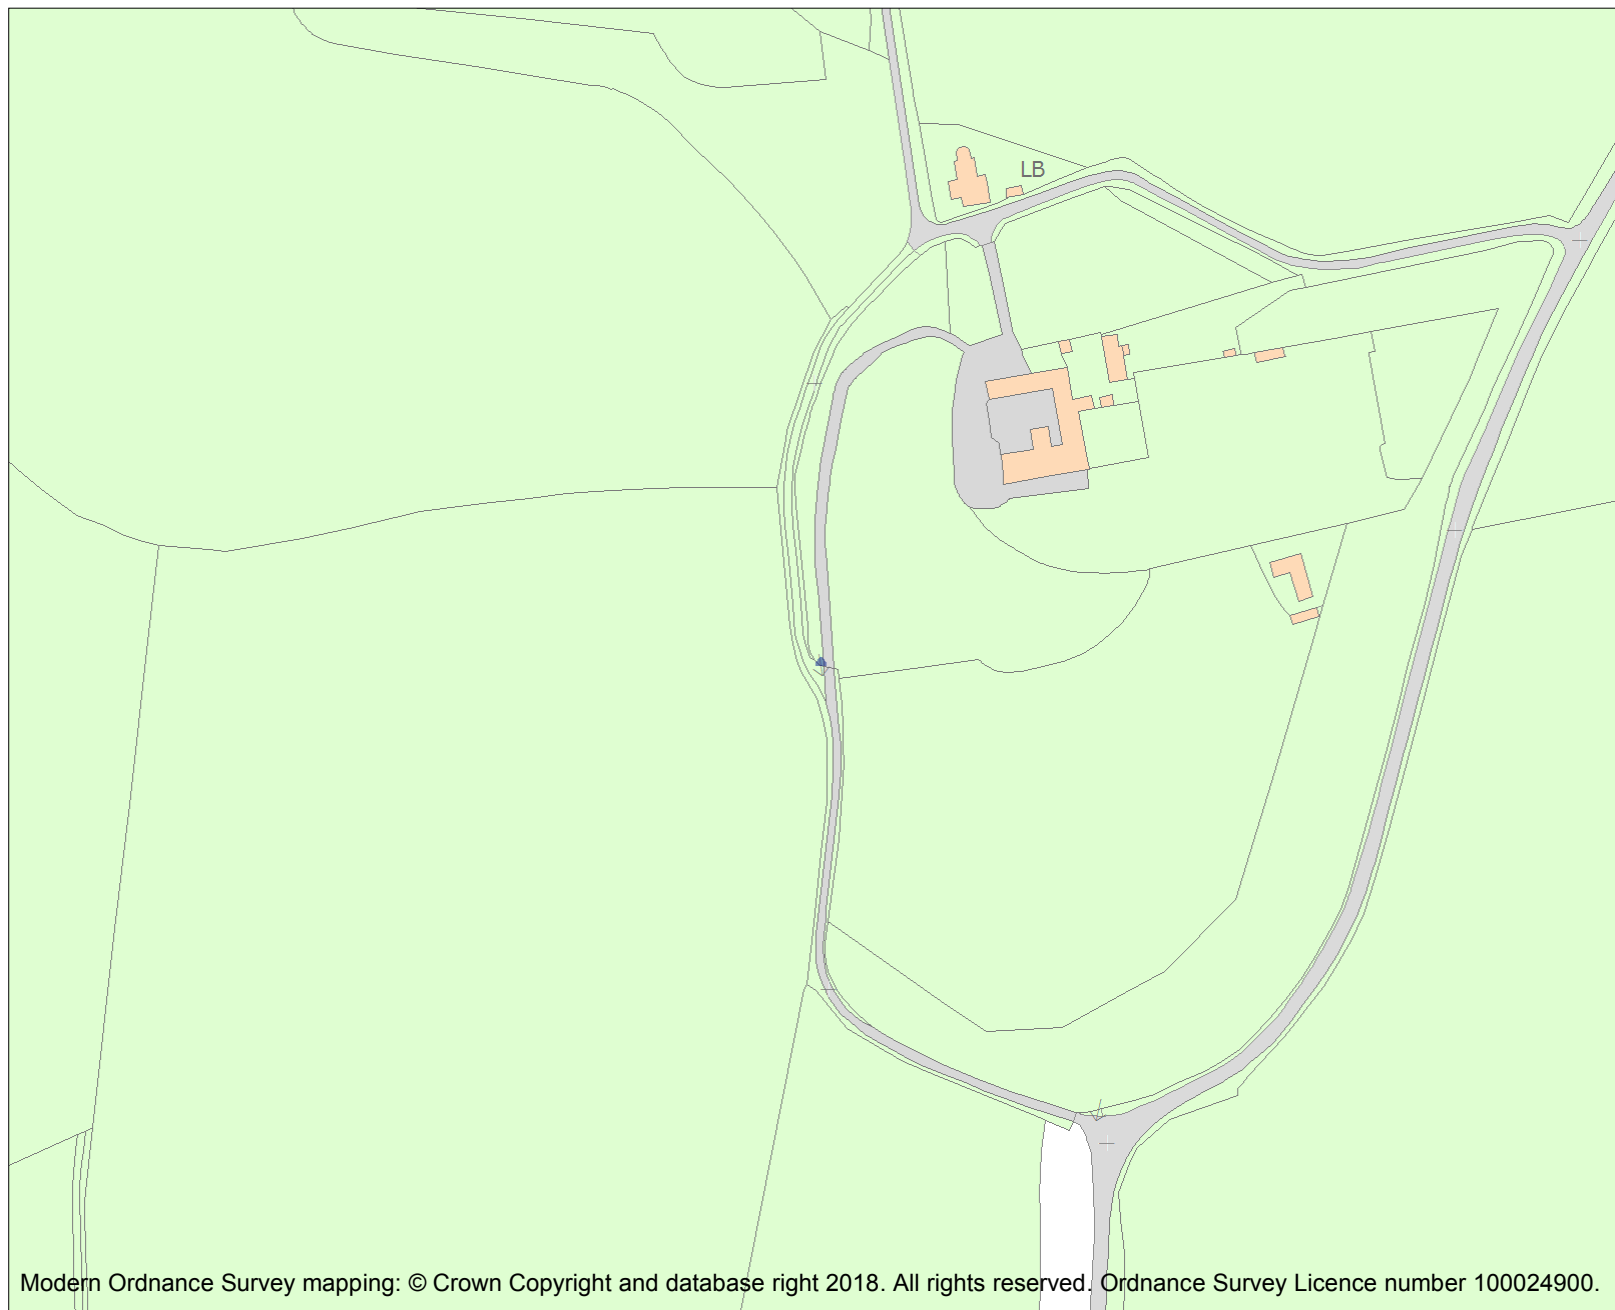 LB
Modern Ordnance Survey mapping: © Crown Copyright and database right 2018. All rights reserved. Ordnance Survey Licence number 100024900.